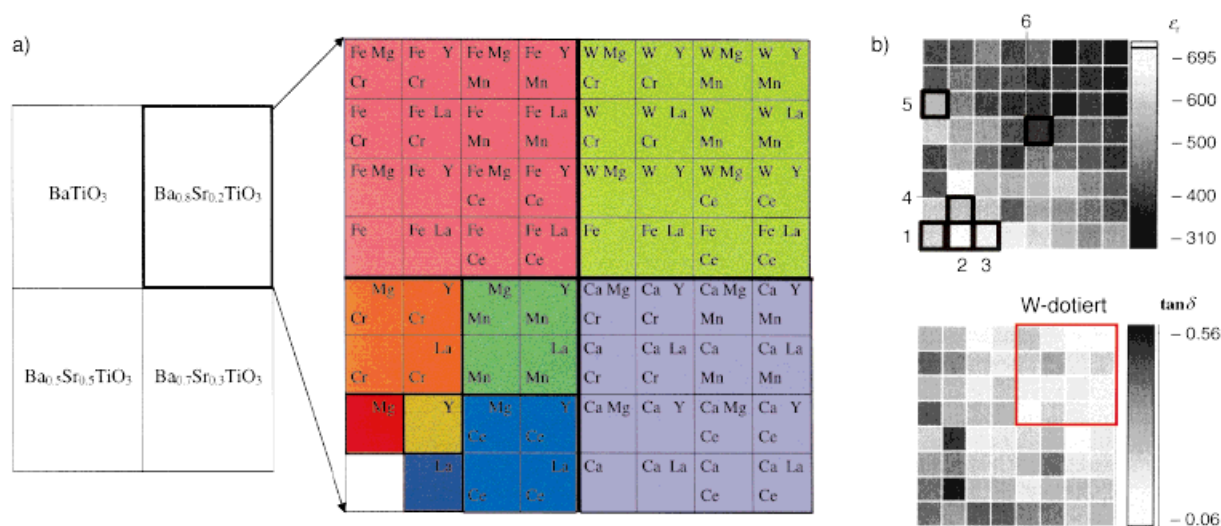 a)
BaTiO₃
Ba₀.₈Sr₀.₂TiO₃
Ba₀.₅Sr₀.₅TiO₃
Ba₀.₇Sr₀.₃TiO₃
Fe Mg Fe Y Fe Mg Fe Y W Mg W Y W Mg W Y
Cr Cr Mn Mn Cr Cr Mn Mn
Fe Fe La Fe Fe La W W La W W La
Cr Cr Mn Mn Cr Cr Mn Mn
Fe Mg Fe Y Fe Mg Fe Y W Mg W Y W Mg W Y
Ce Ce Ce Ce
Fe Fe La Fe Fe La Fe Fe La Fe Fe La
Ce Ce Ce Ce
Mg Y Mg Y Ca Mg Ca Y Ca Mg Ca Y
Cr Cr Mn Mn Cr Cr Mn Mn
La La Ca Ca La Ca Ca La
Cr Cr Mn Mn Cr Cr Mn Mn
Mg Y Mg Y Ca Mg Ca Y Ca Mg Ca Y
Ce Ce Ce Ce
La La Ca Ca La Ca Ca La
Ce Ce Ce Ce
b)
6
εᵣ
5
4
1
2 3
- 695
- 600
- 500
- 400
- 310
W-dotiert
tanδ
- 0.56
- 0.06